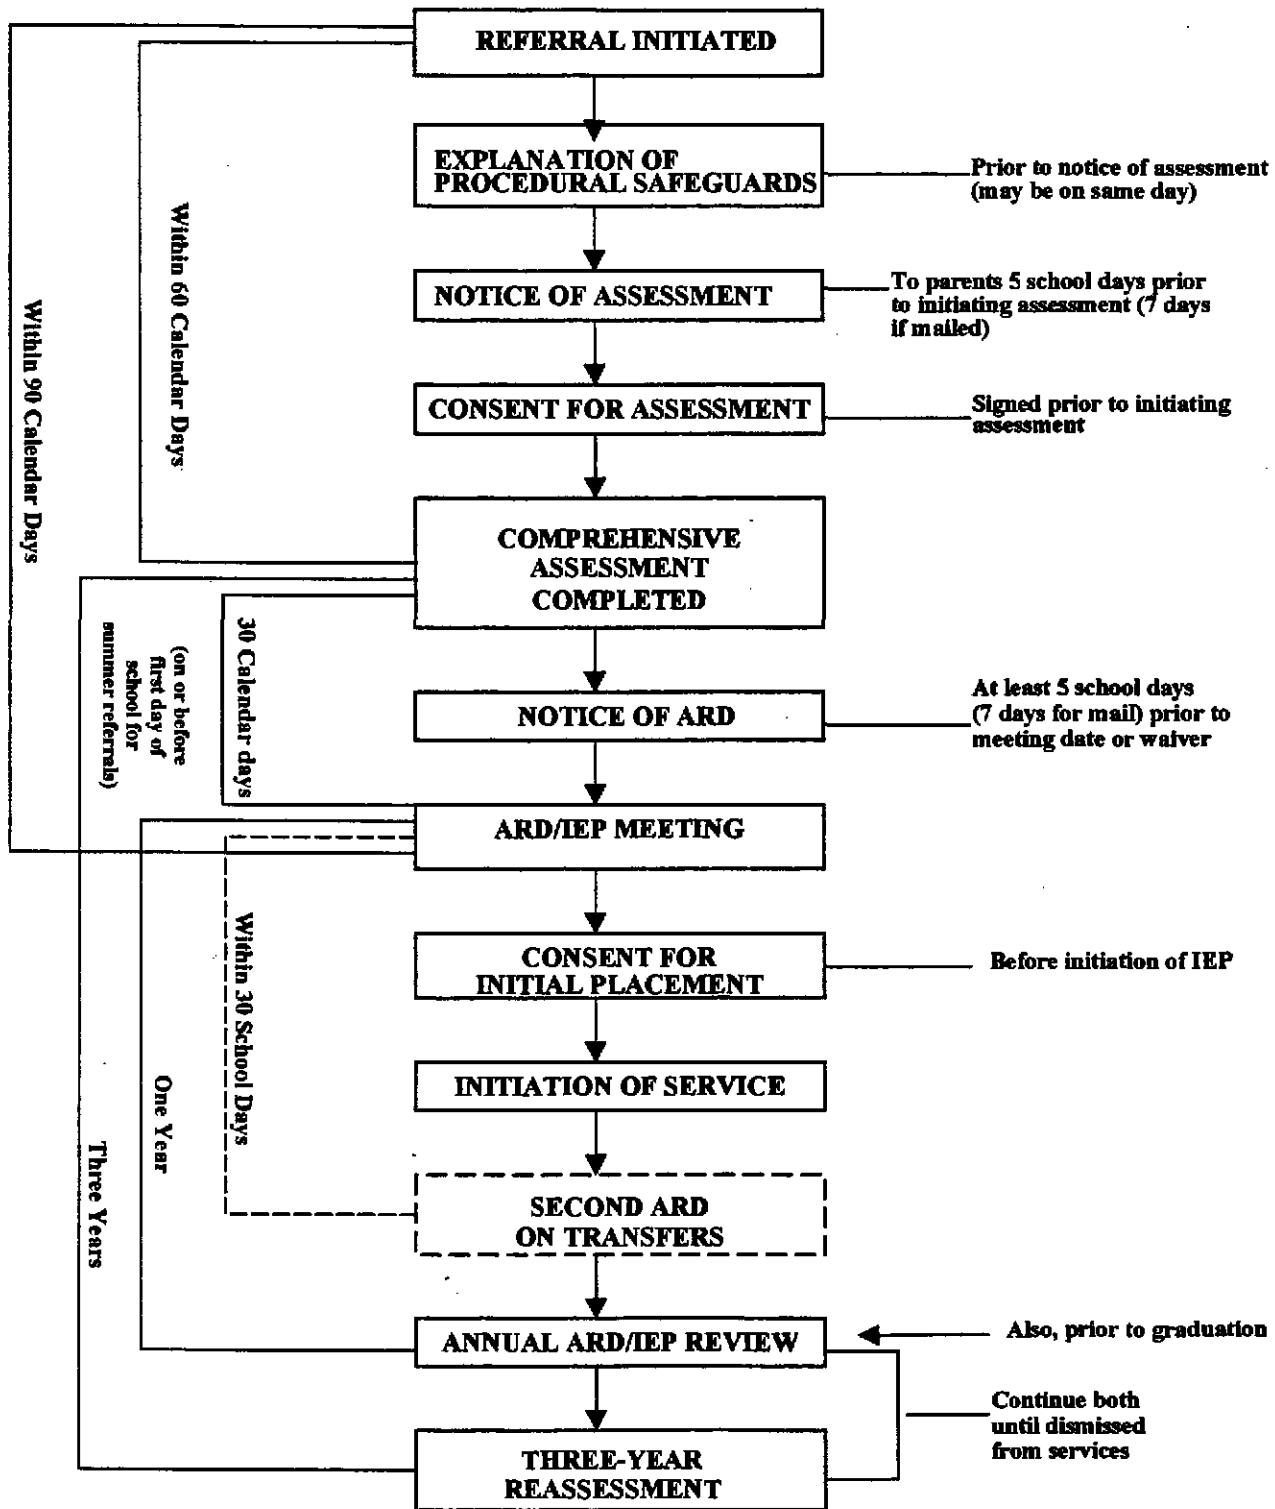 REFERRAL INITIATED
EXPLANATION OF
PROCEDURAL SAFEGUARDS
Prior to notice of assessment
(may be on same day)
NOTICE OF ASSESSMENT
To parents 5 school days prior
to initiating assessment (7 days
if mailed)
CONSENT FOR ASSESSMENT
Signed prior to initiating
assessment
Within 60 Calendar Days
Within 90 Calendar Days
COMPREHENSIVE
ASSESSMENT
COMPLETED
30 Calendar days
(on or before
first day of
school for
summer referrals)
NOTICE OF ARD
At least 5 school days
(7 days for mail) prior to
meeting date or waiver
ARD/IEP MEETING
CONSENT FOR
INITIAL PLACEMENT
Before initiation of IEP
Within 30 School Days
INITIATION OF SERVICE
One Year
Three Years
SECOND ARD
ON TRANSFERS
ANNUAL ARD/IEP REVIEW
Also, prior to graduation
Continue both
until dismissed
from services
THREE-YEAR
REASSESSMENT